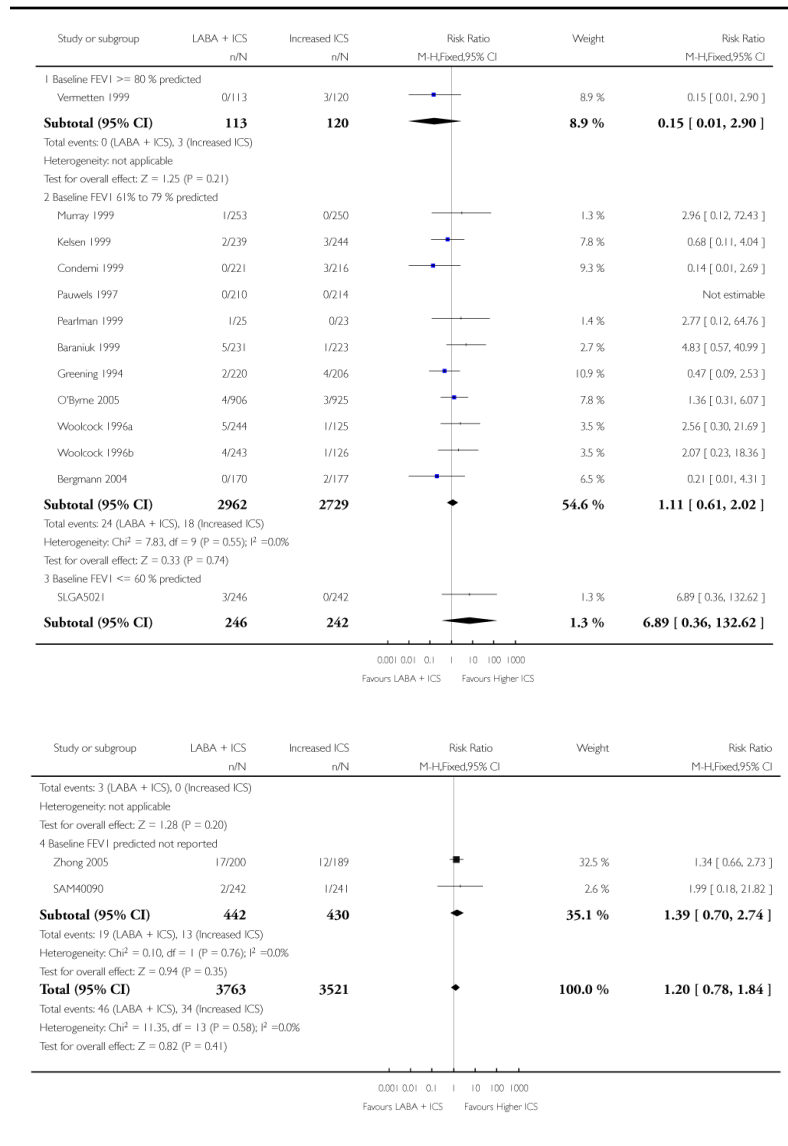 Study or subgroup LABA + ICS Increased ICS Risk Ratio Weight Risk Ratio
n/N n/N M-H,Fixed,95% CI M-H,Fixed,95% CI
1 Baseline FEV1 >= 80 % predicted
Vermetten 1999 0/113 3/120 8.9 % 0.15 [ 0.01, 2.90 ]
Subtotal (95% CI) 113 120 8.9 % 0.15 [ 0.01, 2.90 ]
Total events: 0 (LABA + ICS), 3 (Increased ICS)
Heterogeneity: not applicable
Test for overall effect: Z = 1.25 (P = 0.21)
2 Baseline FEV1 61% to 79 % predicted
Murray 1999 1/253 0/250 1.3 % 2.96 [ 0.12, 72.43 ]
Kelsen 1999 2/239 3/244 7.8 % 0.68 [ 0.11, 4.04 ]
Condemi 1999 0/221 3/216 9.3 % 0.14 [ 0.01, 2.69 ]
Pauwels 1997 0/210 0/214 Not estimable
Pearlman 1999 1/25 0/23 1.4 % 2.77 [ 0.12, 64.76 ]
Baraniuk 1999 5/231 1/223 2.7 % 4.83 [ 0.57, 40.99 ]
Greening 1994 2/220 4/206 10.9 % 0.47 [ 0.09, 2.53 ]
O'Byrne 2005 4/906 3/925 7.8 % 1.36 [ 0.31, 6.07 ]
Woolcock 1996a 5/244 1/125 3.5 % 2.56 [ 0.30, 21.69 ]
Woolcock 1996b 4/243 1/126 3.5 % 2.07 [ 0.23, 18.36 ]
Bergmann 2004 0/170 2/177 6.5 % 0.21 [ 0.01, 4.31 ]
Subtotal (95% CI) 2962 2729 54.6 % 1.11 [ 0.61, 2.02 ]
Total events: 24 (LABA + ICS), 18 (Increased ICS)
Heterogeneity: Chi² = 7.83, df = 9 (P = 0.55); I² =0.0%
Test for overall effect: Z = 0.33 (P = 0.74)
3 Baseline FEV1 <= 60 % predicted
SLGA5021 3/246 0/242 1.3 % 6.89 [ 0.36, 132.62 ]
Subtotal (95% CI) 246 242 1.3 % 6.89 [ 0.36, 132.62 ]
0.001 0.01 0.1 1 10 100 1000
Favours LABA + ICS Favours Higher ICS
Study or subgroup LABA + ICS Increased ICS Risk Ratio Weight Risk Ratio
n/N n/N M-H,Fixed,95% CI M-H,Fixed,95% CI
Total events: 3 (LABA + ICS), 0 (Increased ICS)
Heterogeneity: not applicable
Test for overall effect: Z = 1.28 (P = 0.20)
4 Baseline FEV1 predicted not reported
Zhong 2005 17/200 12/189 32.5 % 1.34 [ 0.66, 2.73 ]
SAM40090 2/242 1/241 2.6 % 1.99 [ 0.18, 21.82 ]
Subtotal (95% CI) 442 430 35.1 % 1.39 [ 0.70, 2.74 ]
Total events: 19 (LABA + ICS), 13 (Increased ICS)
Heterogeneity: Chi² = 0.10, df = 1 (P = 0.76); I² =0.0%
Test for overall effect: Z = 0.94 (P = 0.35)
Total (95% CI) 3763 3521 100.0 % 1.20 [ 0.78, 1.84 ]
Total events: 46 (LABA + ICS), 34 (Increased ICS)
Heterogeneity: Chi² = 11.35, df = 13 (P = 0.58); I² =0.0%
Test for overall effect: Z = 0.82 (P = 0.41)
0.001 0.01 0.1 1 10 100 1000
Favours LABA + ICS Favours Higher ICS